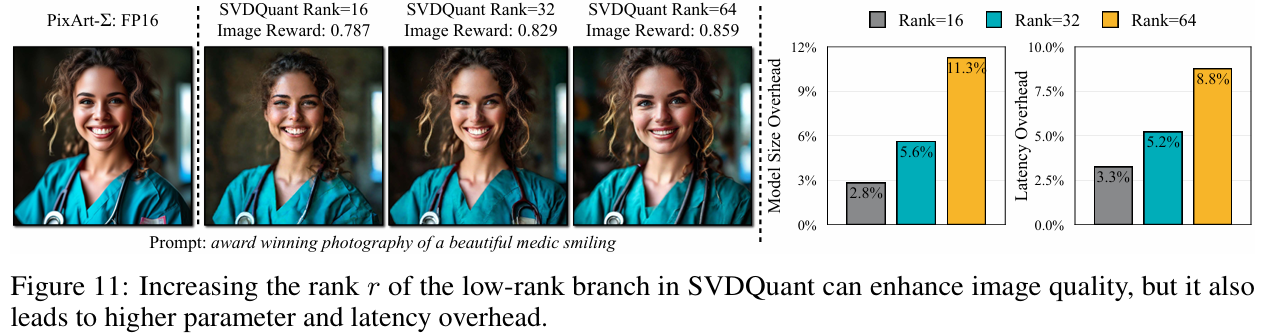 PixArt-Σ: FP16
SVDQuant Rank=16
Image Reward: 0.787
SVDQuant Rank=32
Image Reward: 0.829
SVDQuant Rank=64
Image Reward: 0.859
Prompt: award winning photography of a beautiful medic smiling
Rank=16 Rank=32 Rank=64
Model Size Overhead
12%
9%
6%
3%
0%
2.8%
5.6%
11.3%
Latency Overhead
10.0%
7.5%
5.0%
2.5%
0.0%
3.3%
5.2%
8.8%
Figure 11: Increasing the rank r of the low-rank branch in SVDQuant can enhance image quality, but it also
leads to higher parameter and latency overhead.